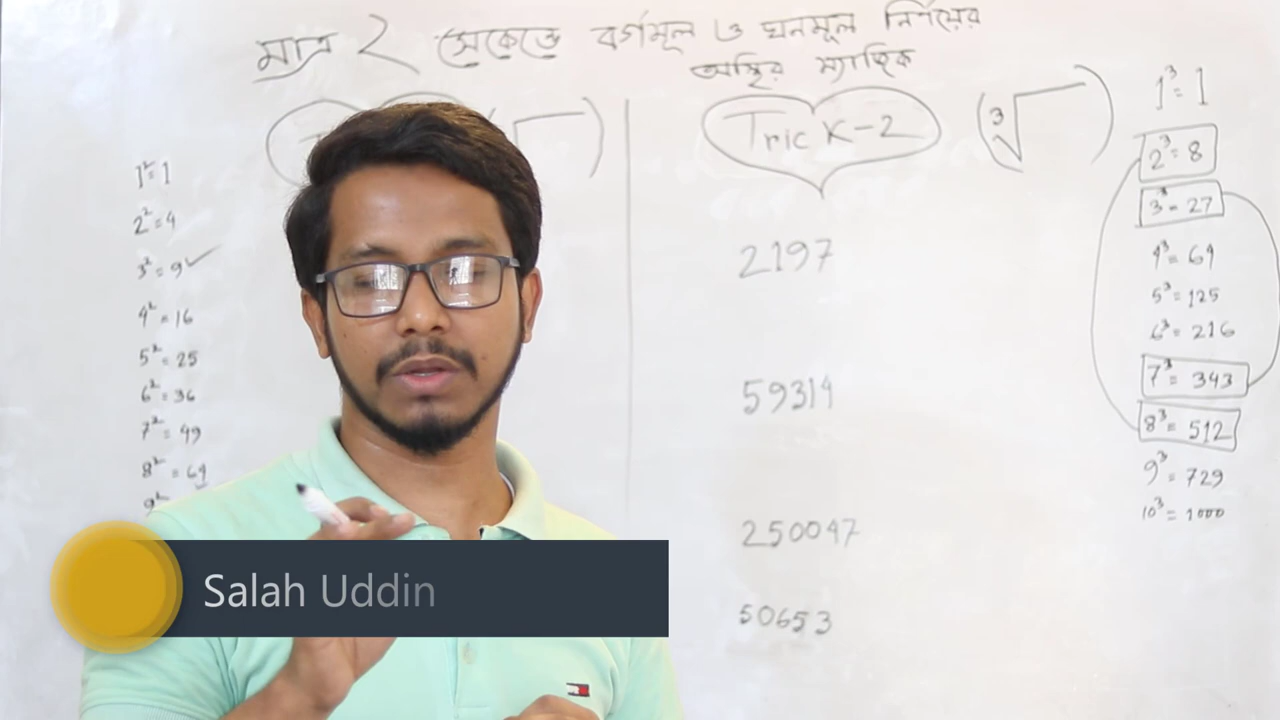 মাত্র 2 সেকেন্ডে বর্গমূল ও ঘনমূল নির্ণয়ের
অস্থির ম্যাজিক
1² = 1
2² = 4
3² = 9 ✓
4² = 16
5² = 25
6² = 36
7² = 49
8² = 64
9²
√
Tric K-2 (∛)
2197
59319
250047
50653
1³ = 1
2³ = 8
3³ = 27
4³ = 64
5³ = 125
6³ = 216
7³ = 343
8³ = 512
9³ = 729
10³ = 1000
Salah Uddin